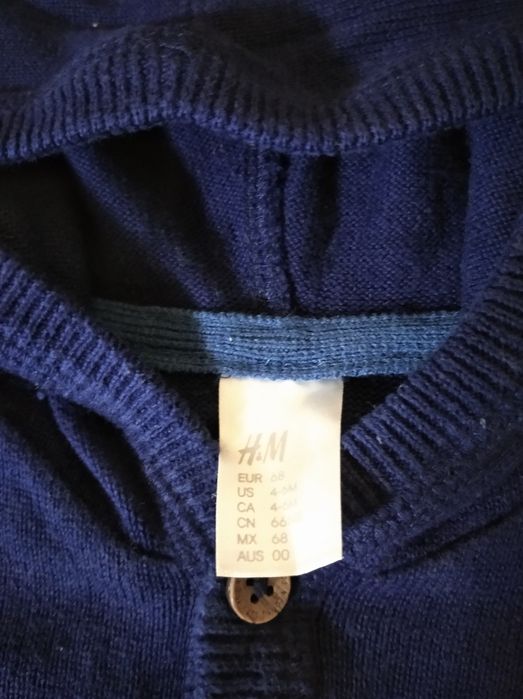 H&M
EUR 68
US 4-6M
CA 4-6M
CN 66
MX 68
AUS 00